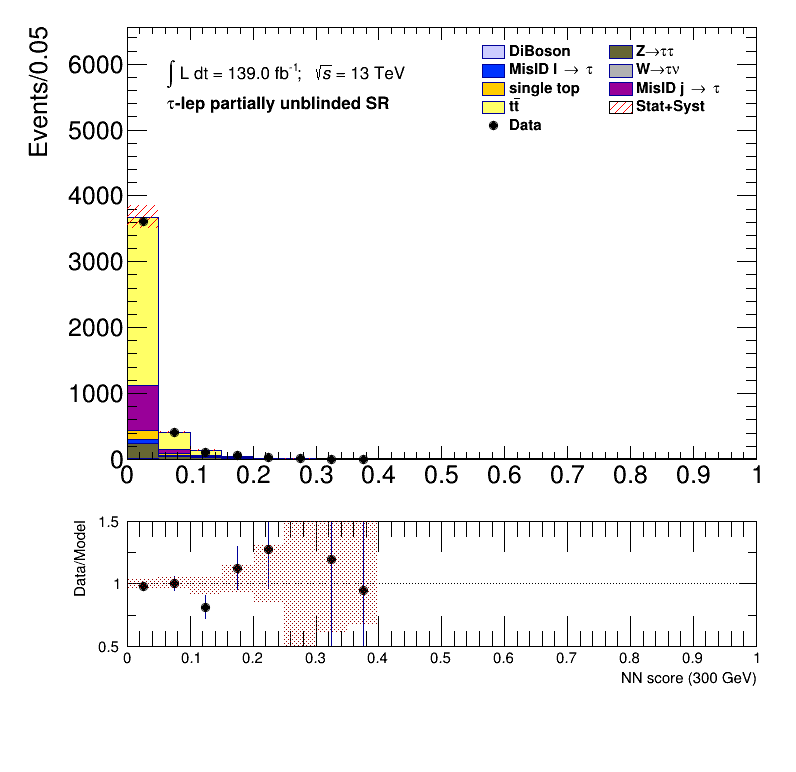 Events/0.05
6000
5000
4000
3000
2000
1000
0
∫ L dt = 139.0 fb⁻¹; √s = 13 TeV
τ-lep partially unblinded SR
DiBoson
MisID l → τ
single top
tt̄
Data
Z→ττ
W→τν
MisID j → τ
Stat+Syst
0 0.1 0.2 0.3 0.4 0.5 0.6 0.7 0.8 0.9 1
Data/Model
1.5
1
0.5
0 0.1 0.2 0.3 0.4 0.5 0.6 0.7 0.8 0.9 1
NN score (300 GeV)